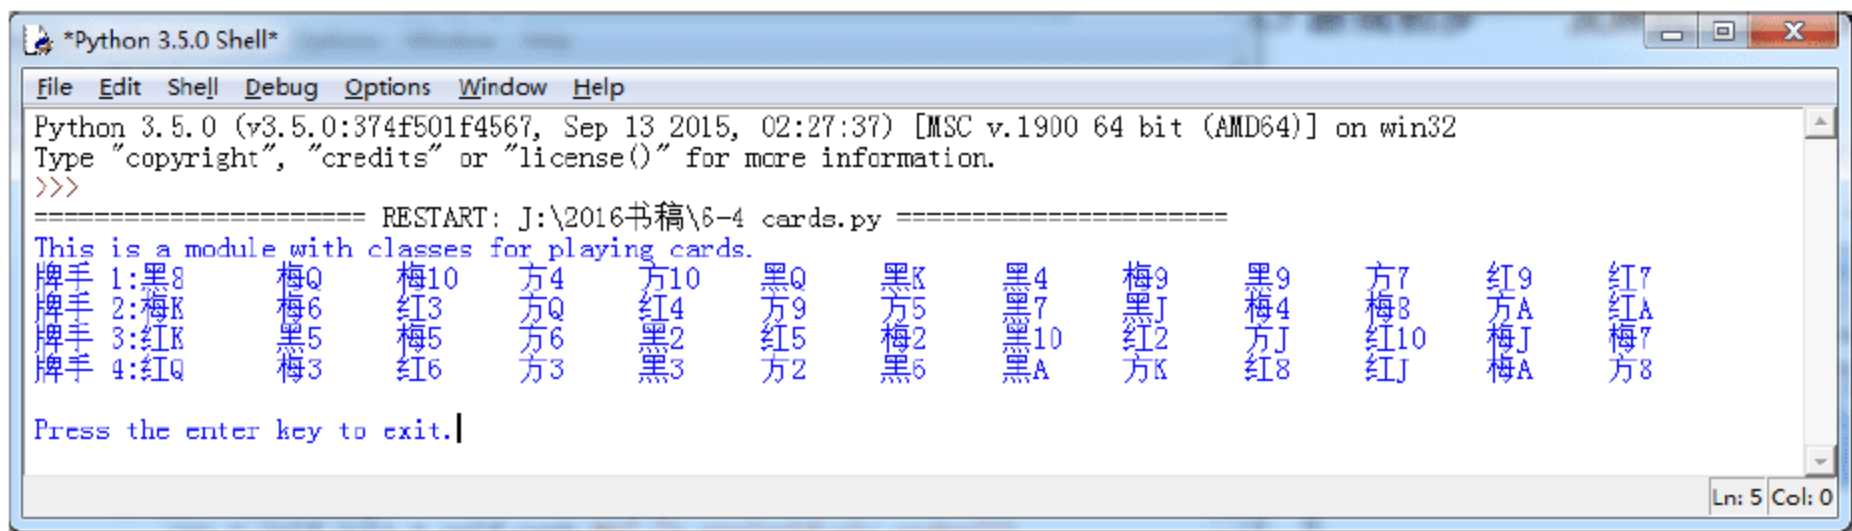 *Python 3.5.0 Shell*
File Edit Shell Debug Options Window Help
Python 3.5.0 (v3.5.0:374f501f4567, Sep 13 2015, 02:27:37) [MSC v.1900 64 bit (AMD64)] on win32
Type "copyright", "credits" or "license()" for more information.
>>>
====================== RESTART: J:\2016书稿\6-4 cards.py ======================
This is a module with classes for playing cards.
牌手 1:黑8 梅Q 梅10 方4 方10 黑Q 黑K 黑4 梅9 黑9 方7 红9 红7
牌手 2:梅K 梅6 红3 方Q 红4 方9 方5 黑7 黑J 梅4 梅8 方A 红A
牌手 3:红K 黑5 梅5 方6 黑2 红5 梅2 黑10 红2 方J 红10 梅J 梅7
牌手 4:红Q 梅3 红6 方3 黑3 方2 黑6 黑A 方K 红8 红J 梅A 方8
Press the enter key to exit.
Ln: 5 Col: 0